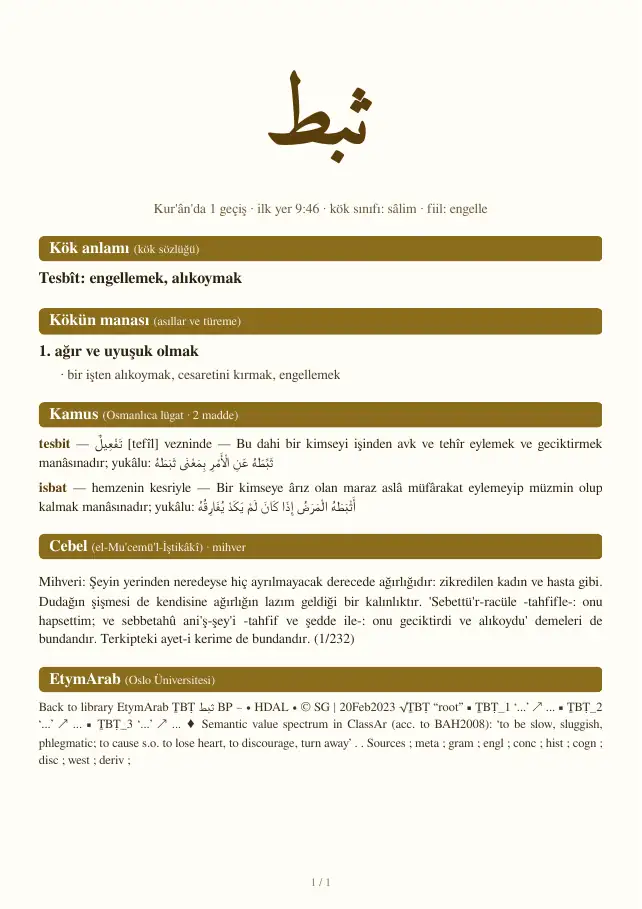 ثبط
Kur'ân'da 1 geçiş · ilk yer 9:46 · kök sınıfı: sâlim · fiil: engelle
Kök anlamı (kök sözlüğü)
Tesbît: engellemek, alıkoymak
Kökün manası (asıllar ve türeme)
1. ağır ve uyuşuk olmak
· bir işten alıkoymak, cesaretini kırmak, engellemek
Kamus (Osmanlıca lügat · 2 madde)
tesbit — تَفْعِيلٌ [tefîl] vezninde — Bu dahi bir kimseyi işinden avk ve tehîr eylemek ve geciktirmek
manâsınadır; yukâlu: ثَبَّطَهُ عَنِ الْأَمْرِ بِمَعْنَى ثَبَطَهُ
isbat — hemzenin kesriyle — Bir kimseye ârız olan maraz aslâ müfârakat eylemeyip müzmin olup
kalmak manâsınadır; yukâlu: أَثْبَطَهُ الْمَرَضُ إِذَا كَانَ لَمْ يَكَدْ يُفَارِقُهُ
Cebel (el-Mu'cemü'l-İştikâkî) · mihver
Mihveri: Şeyin yerinden neredeyse hiç ayrılmayacak derecede ağırlığıdır: zikredilen kadın ve hasta gibi.
Dudağın şişmesi de kendisine ağırlığın lazım geldiği bir kalınlıktır. 'Sebettü'r-racüle -tahfifle-: onu
hapsettim; ve sebbetahû ani'ş-şey'i -tahfif ve şedde ile-: onu geciktirdi ve alıkoydu' demeleri de
bundandır. Terkipteki ayet-i kerime de bundandır. (1/232)
EtymArab (Oslo Üniversitesi)
Back to library EtymArab ṮBṬ ثبط BP – • HDAL • © SG | 20Feb2023 √ṮBṬ “root” ▪ ṮBṬ_1 ‘...’ ↗ ... ▪ ṮBṬ_2
‘...’ ↗ ... ▪ ṮBṬ_3 ‘...’ ↗ ... ♦ Semantic value spectrum in ClassAr (acc. to BAH2008): ‘to be slow, sluggish,
phlegmatic; to cause s.o. to lose heart, to discourage, turn away’ . . Sources ; meta ; gram ; engl ; conc ; hist ; cogn ;
disc ; west ; deriv ;
1 / 1